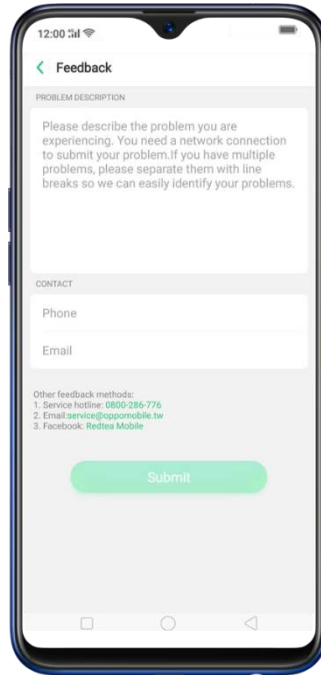 12:00
Feedback
PROBLEM DESCRIPTION
Please describe the problem you are
experiencing. You need a network connection
to submit your problem.If you have multiple
problems, please separate them with line
breaks so we can easily identify your problems.
CONTACT
Phone
Email
Other feedback methods:
1. Service hotline: 0800-286-776
2. Email:service@oppomobile.tw
3. Facebook: Redtea Mobile
Submit